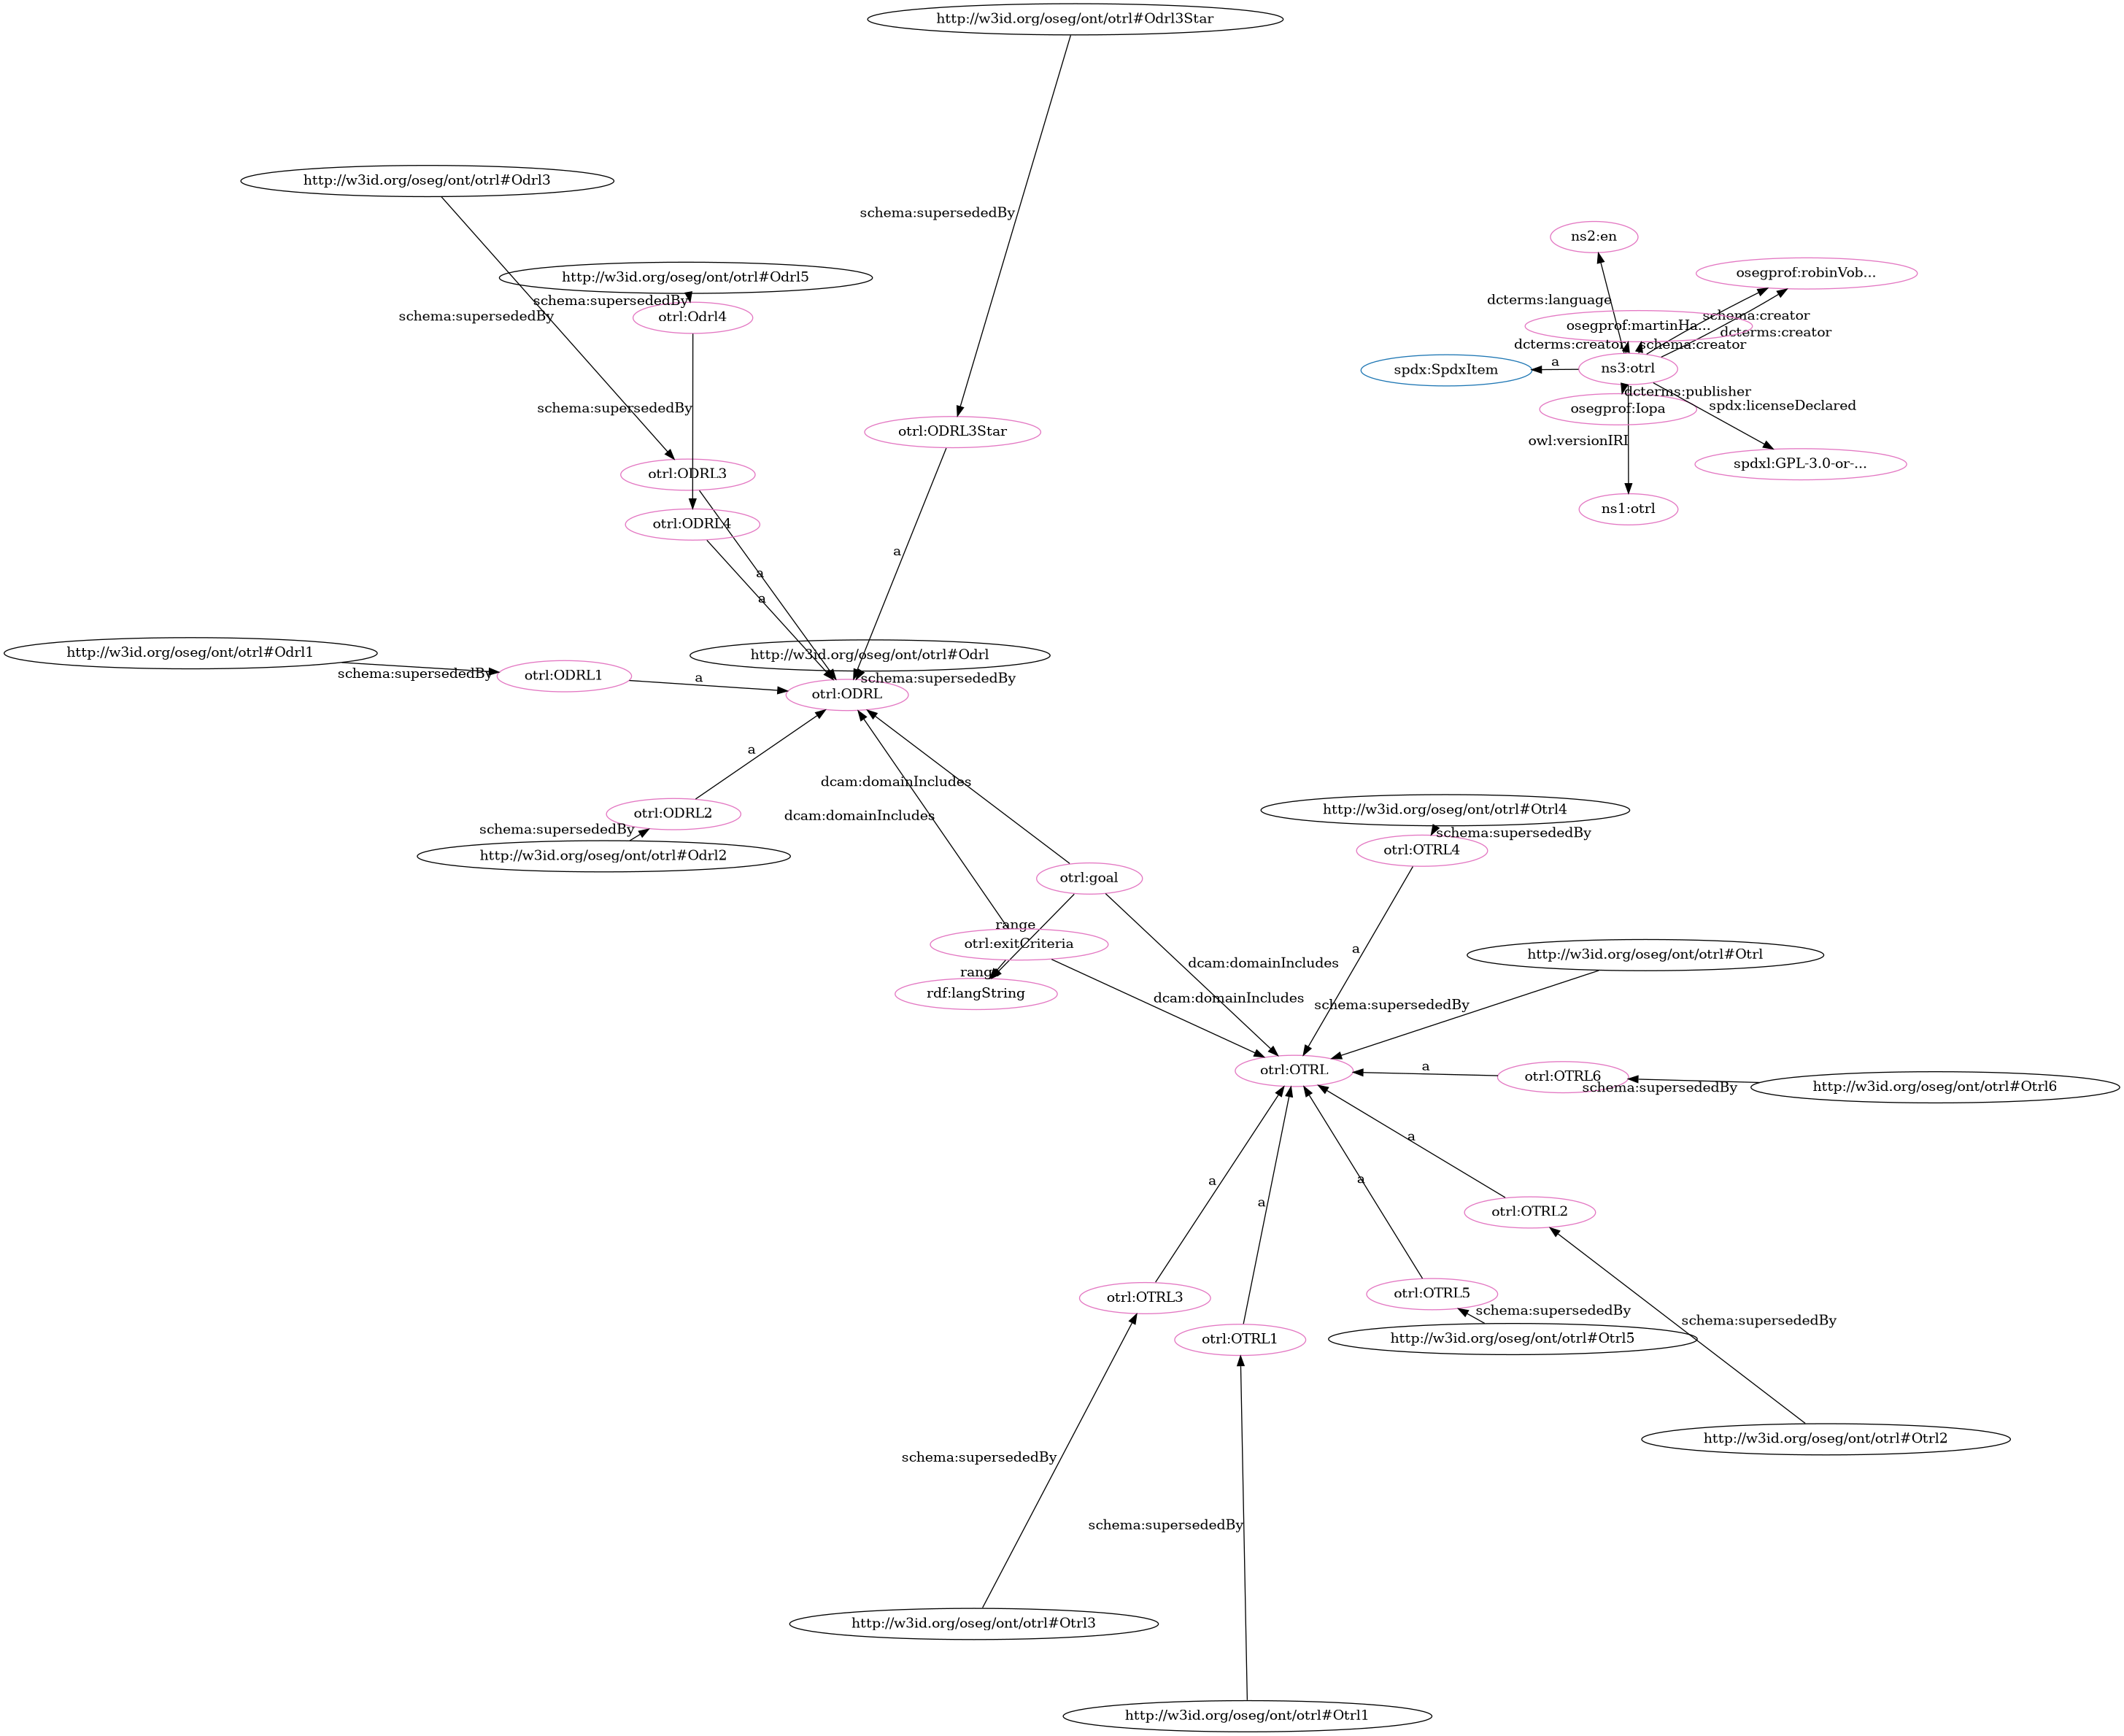 http://w3id.org/oseg/ont/otrl#Odrl3Star
http://w3id.org/oseg/ont/otrl#Odrl3
schema:supersededBy
ns2:en
osegprof:robinVob...
http://w3id.org/oseg/ont/otrl#Odrl5
schema:supersededBy
dcterms:language
schema:supersededBy
otrl:Odrl4
schema:creator
osegprof:martinHa...
dcterms:creator
dcterms:creator
schema:creator
spdx:SpdxItem
a
ns3:otrl
dcterms:publisher
schema:supersededBy
osegprof:Iopa
spdx:licenseDeclared
otrl:ODRL3Star
owl:versionIRI
otrl:ODRL3
spdxl:GPL-3.0-or-...
ns1:otrl
otrl:ODRL4
a
a
a
http://w3id.org/oseg/ont/otrl#Odrl1
http://w3id.org/oseg/ont/otrl#Odrl
schema:supersededBy
otrl:ODRL1
a
schema:supersededBy
otrl:ODRL
a
dcam:domainIncludes
otrl:ODRL2
dcam:domainIncludes
http://w3id.org/oseg/ont/otrl#Otrl4
schema:supersededBy
schema:supersededBy
http://w3id.org/oseg/ont/otrl#Odrl2
otrl:OTRL4
otrl:goal
range
otrl:exitCriteria
a
http://w3id.org/oseg/ont/otrl#Otrl
range
dcam:domainIncludes
rdf:langString
dcam:domainIncludes
schema:supersededBy
otrl:OTRL
a
otrl:OTRL6
schema:supersededBy
http://w3id.org/oseg/ont/otrl#Otrl6
a
a
a
a
otrl:OTRL2
otrl:OTRL3
otrl:OTRL5
schema:supersededBy
schema:supersededBy
otrl:OTRL1
http://w3id.org/oseg/ont/otrl#Otrl5
http://w3id.org/oseg/ont/otrl#Otrl2
schema:supersededBy
schema:supersededBy
http://w3id.org/oseg/ont/otrl#Otrl3
http://w3id.org/oseg/ont/otrl#Otrl1